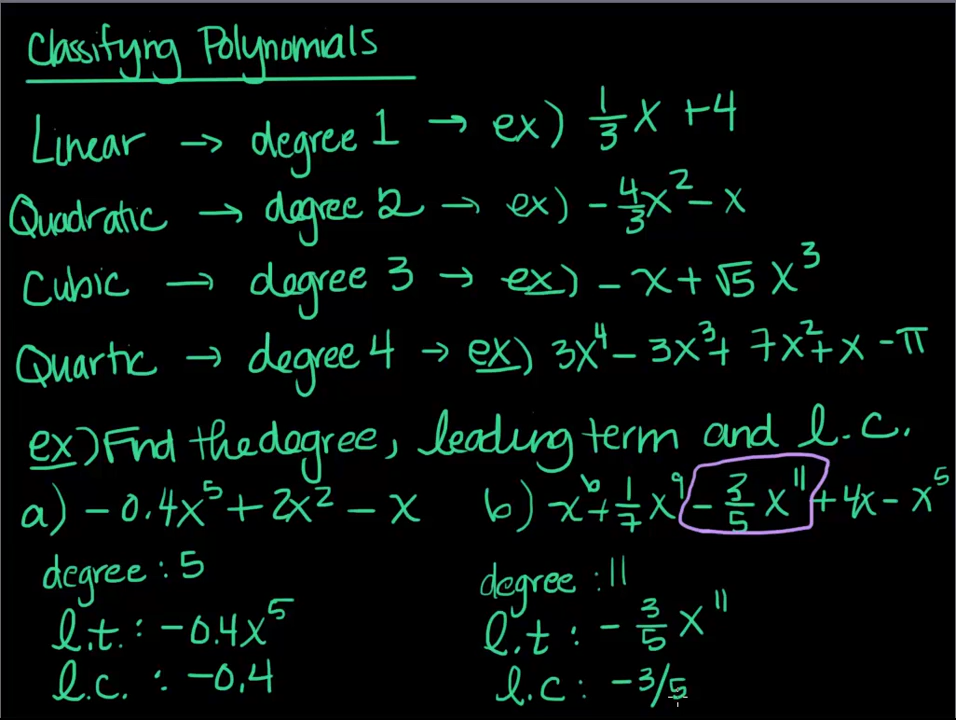 Classifying Polynomials
Linear → degree 1 → ex) 1/3 x + 4
Quadratic → degree 2 → ex) - 4/3 x² - x
Cubic → degree 3 → ex) - x + √5 x³
Quartic → degree 4 → ex) 3x⁴ - 3x³ + 7x² + x - π
ex) Find the degree, leading term and l.c.
a) - 0.4x⁵ + 2x² - x
degree : 5
l.t. : -0.4x⁵
l.c. : -0.4
b) x⁶ + 1/7 x⁹ - 3/5 x¹¹ + 4x - x⁵
degree : 11
l.t : - 3/5 x¹¹
l.c : -3/5